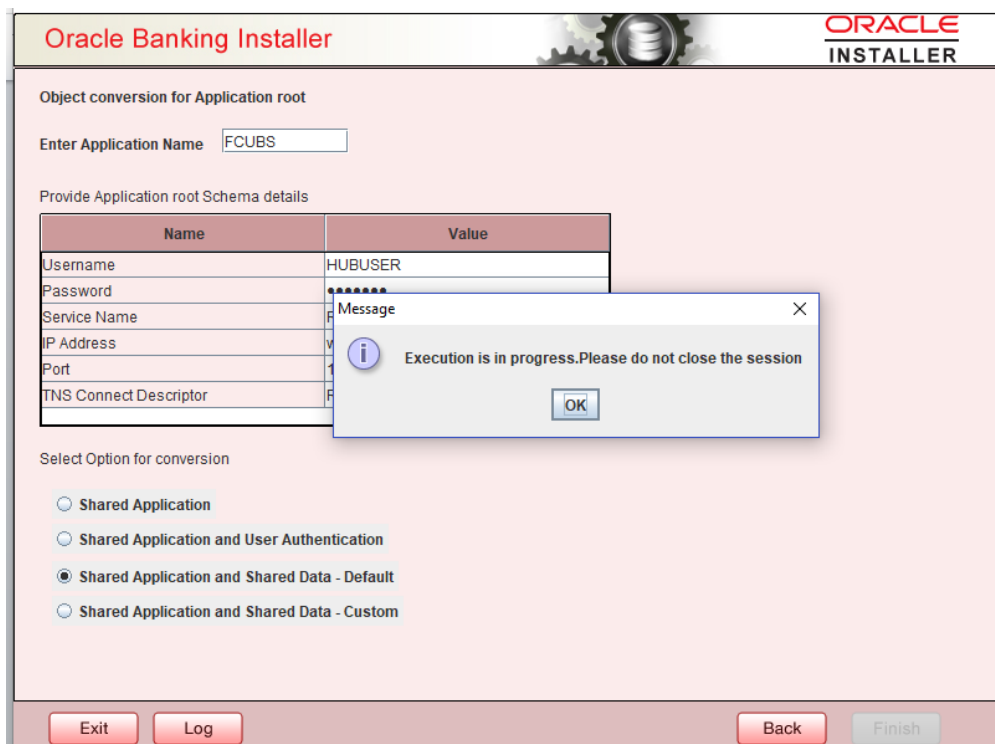 Oracle Banking Installer
ORACLE
INSTALLER
Object conversion for Application root
Enter Application Name FCUBS
Provide Application root Schema details
Name Value
Username HUBUSER
Password •••••••
Service Name
IP Address
Port
TNS Connect Descriptor
Message
Execution is in progress.Please do not close the session
OK
Select Option for conversion
Shared Application
Shared Application and User Authentication
Shared Application and Shared Data - Default
Shared Application and Shared Data - Custom
Exit Log Back Finish